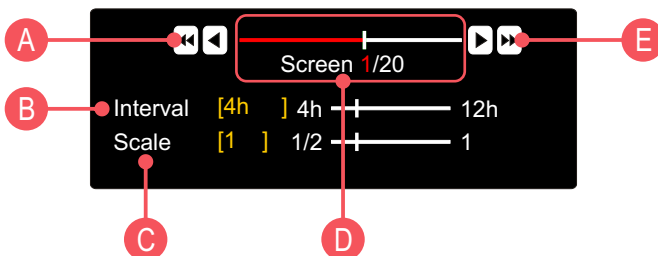 A
E
Screen 1/20
B
Interval [4h ] 4h 12h
Scale [1 ] 1/2 1
C
D